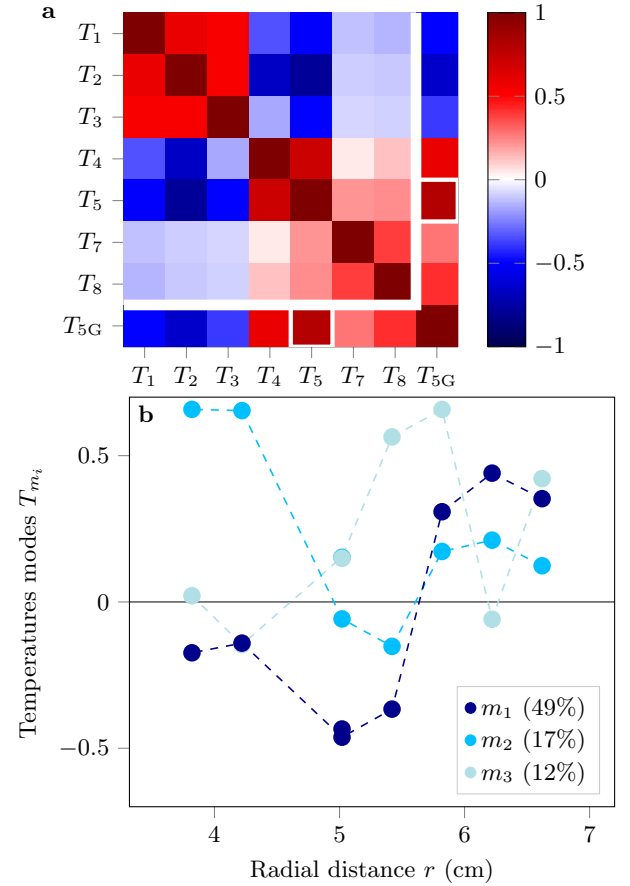 a
T1
T2
T3
T4
T5
T7
T8
T5G
T1 T2 T3 T4 T5 T7 T8 T5G
1
0.5
0
−0.5
−1
b
Temperatures modes Tmi
0.5
0
−0.5
m1 (49%)
m2 (17%)
m3 (12%)
4 5 6 7
Radial distance r (cm)